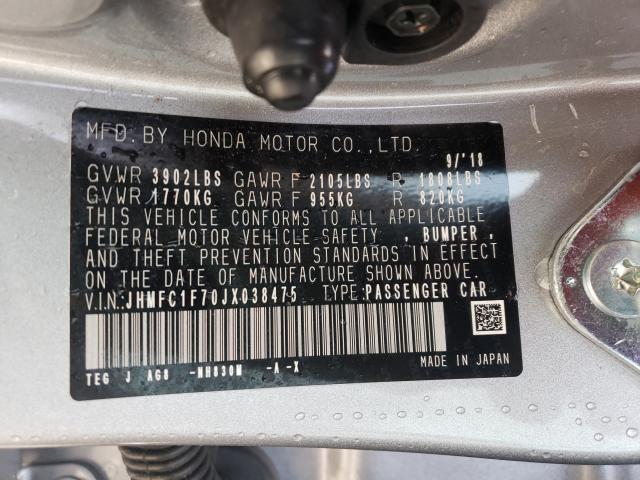 MFD. BY HONDA MOTOR CO., LTD.
9/'18
GVWR 3902LBS GAWR F 2105LBS R 1808LBS
GVWR 1770KG GAWR F 955KG R 820KG
THIS VEHICLE CONFORMS TO ALL APPLICABLE
FEDERAL MOTOR VEHICLE SAFETY, BUMPER,
AND THEFT PREVENTION STANDARDS IN EFFECT
ON THE DATE OF MANUFACTURE SHOWN ABOVE.
V.I.N.: JHMFC1F70JX038475 TYPE: PASSENGER CAR
MADE IN JAPAN
TEG J AG8 -NH830M -A -X